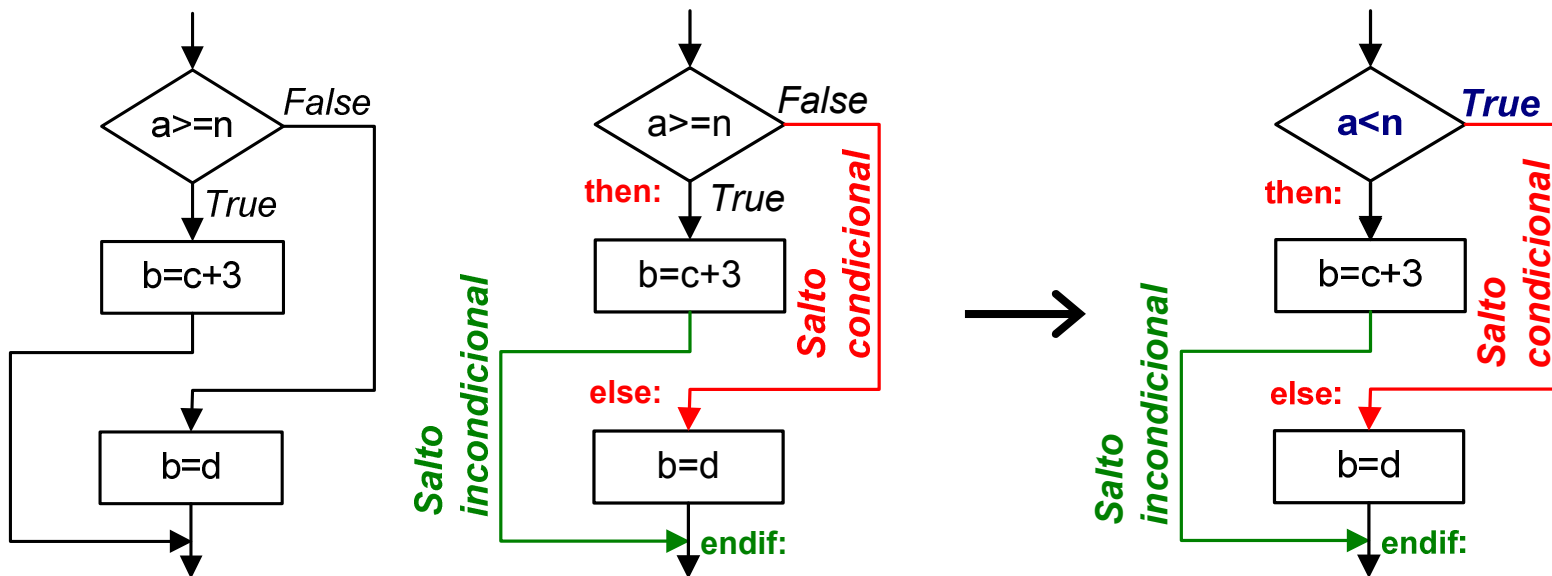 False
a>=n
True
b=c+3
b=d
False
a>=n
then:
True
b=c+3
Salto
condicional
Salto
incondicional
else:
b=d
endif:
True
a<n
then:
b=c+3
Salto
condicional
Salto
incondicional
else:
b=d
endif: